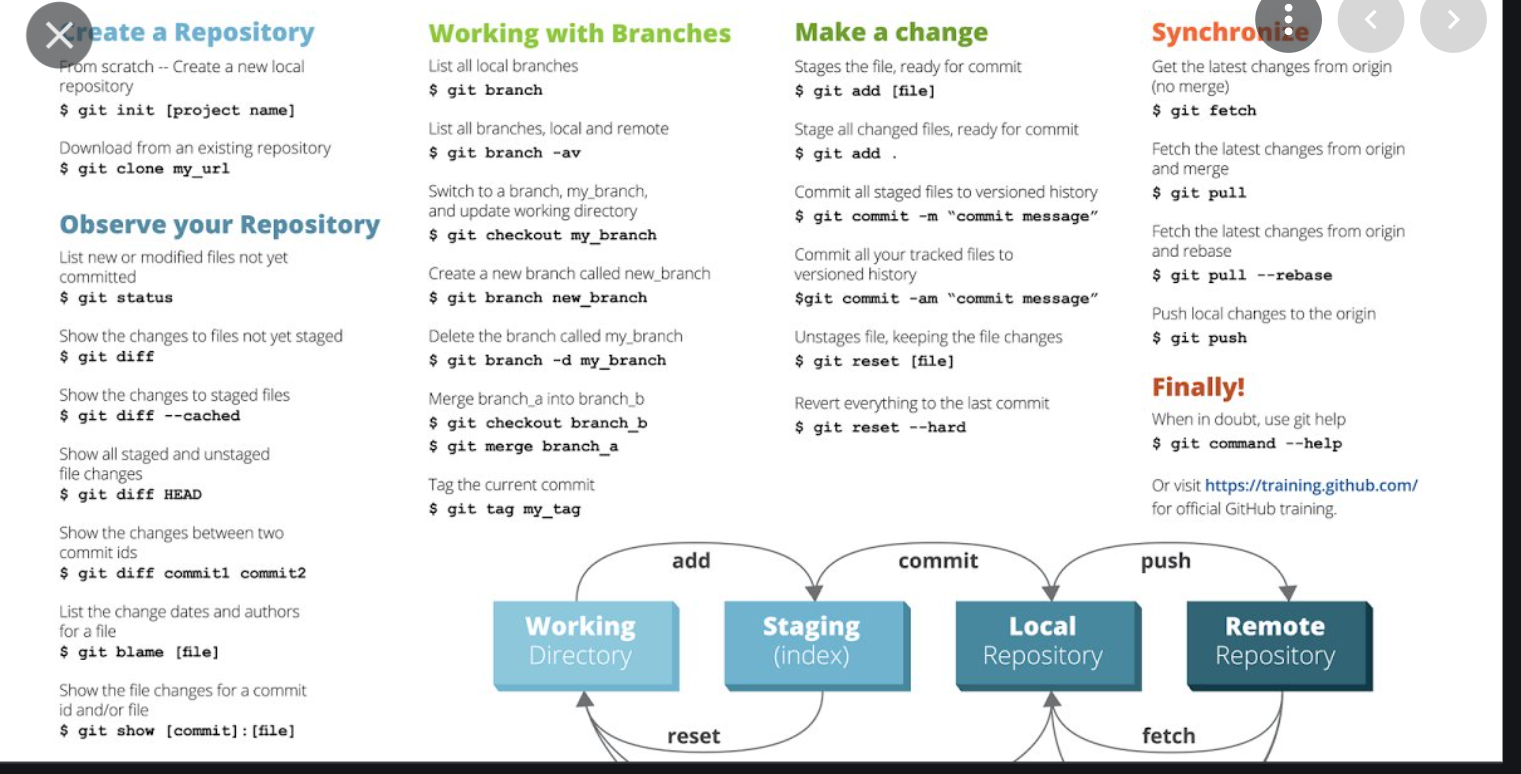 Create a Repository
From scratch -- Create a new local
repository
$ git init [project name]
Download from an existing repository
$ git clone my_url
Observe your Repository
List new or modified files not yet
committed
$ git status
Show the changes to files not yet staged
$ git diff
Show the changes to staged files
$ git diff --cached
Show all staged and unstaged
file changes
$ git diff HEAD
Show the changes between two
commit ids
$ git diff commit1 commit2
List the change dates and authors
for a file
$ git blame [file]
Show the file changes for a commit
id and/or file
$ git show [commit]:[file]
Working with Branches
List all local branches
$ git branch
List all branches, local and remote
$ git branch -av
Switch to a branch, my_branch,
and update working directory
$ git checkout my_branch
Create a new branch called new_branch
$ git branch new_branch
Delete the branch called my_branch
$ git branch -d my_branch
Merge branch_a into branch_b
$ git checkout branch_b
$ git merge branch_a
Tag the current commit
$ git tag my_tag
Make a change
Stages the file, ready for commit
$ git add [file]
Stage all changed files, ready for commit
$ git add .
Commit all staged files to versioned history
$ git commit -m “commit message”
Commit all your tracked files to
versioned history
$git commit -am “commit message”
Unstages file, keeping the file changes
$ git reset [file]
Revert everything to the last commit
$ git reset --hard
Synchronize
Get the latest changes from origin
(no merge)
$ git fetch
Fetch the latest changes from origin
and merge
$ git pull
Fetch the latest changes from origin
and rebase
$ git pull --rebase
Push local changes to the origin
$ git push
Finally!
When in doubt, use git help
$ git command --help
Or visit https://training.github.com/
for official GitHub training.
add
commit
push
Working
Directory
Staging
(index)
Local
Repository
Remote
Repository
reset
fetch